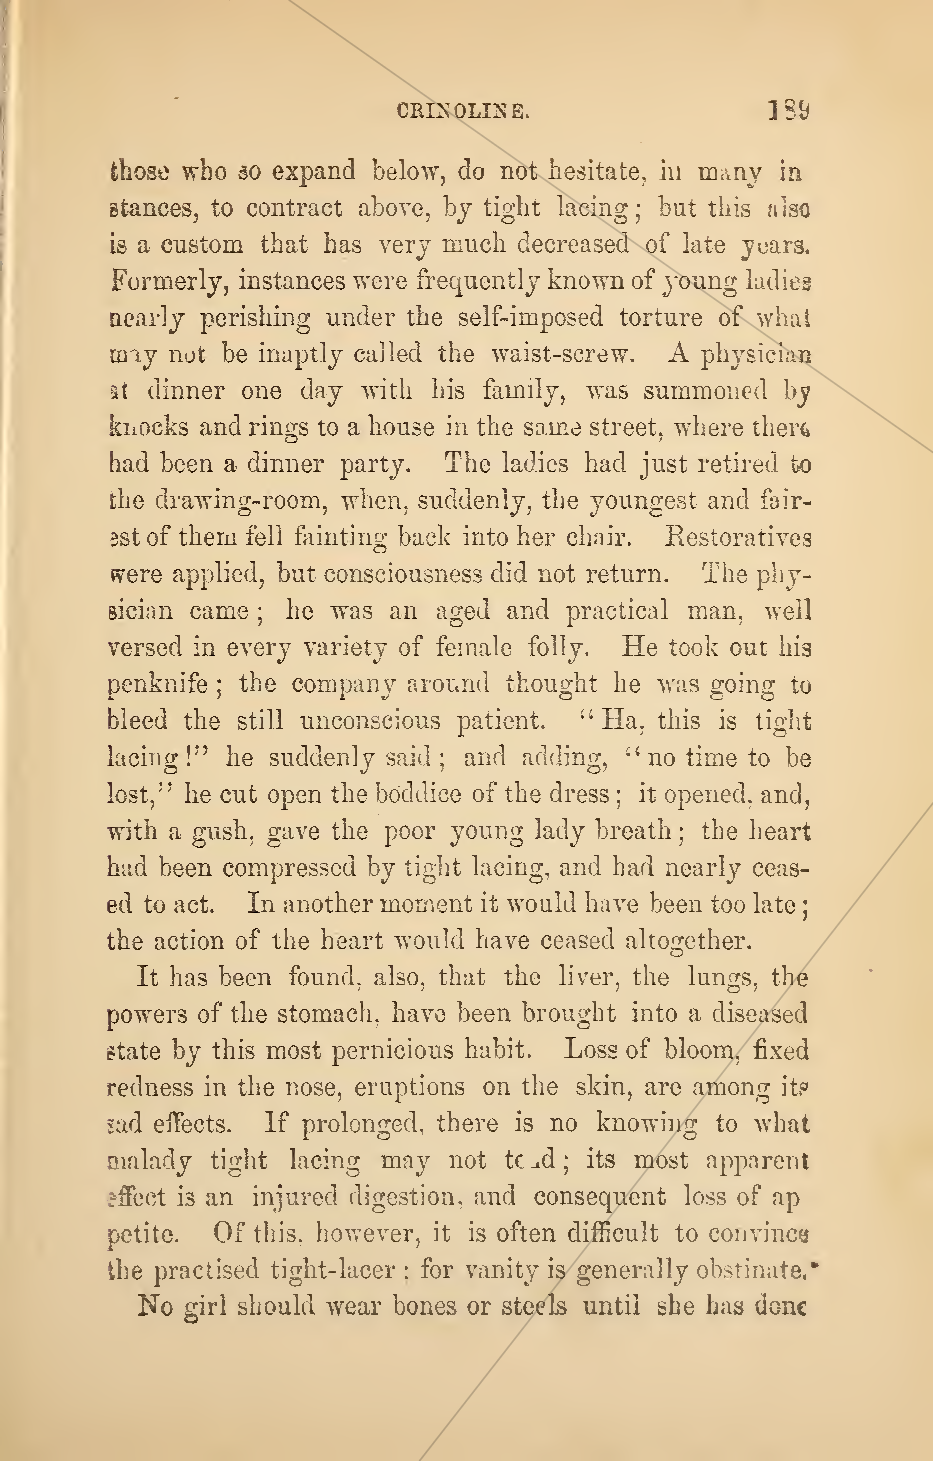 CRINOLINE. 189
those who so expand below, do not hesitate, in many in
stances, to contract above, by tight lacing; but this also
is a custom that has very much decreased of late years.
Formerly, instances were frequently known of young ladies
nearly perishing under the self-imposed torture of what
may not be inaptly called the waist-screw. A physician
at dinner one day with his family, was summoned by
knocks and rings to a house in the same street, where there
had been a dinner party. The ladies had just retired to
the drawing-room, when, suddenly, the youngest and fair-
est of them fell fainting back into her chair. Restoratives
were applied, but consciousness did not return. The phy-
sician came; he was an aged and practical man, well
versed in every variety of female folly. He took out his
penknife; the company around thought he was going to
bleed the still unconscious patient. "Ha, this is tight
lacing!" he suddenly said; and adding, "no time to be
lost," he cut open the boddice of the dress; it opened, and,
with a gush, gave the poor young lady breath; the heart
had been compressed by tight lacing, and had nearly ceas-
ed to act. In another moment it would have been too late;
the action of the heart would have ceased altogether.
It has been found, also, that the liver, the lungs, the
powers of the stomach, have been brought into a diseased
state by this most pernicious habit. Loss of bloom, fixed
redness in the nose, eruptions on the skin, are among its
sad effects. If prolonged, there is no knowing to what
malady tight lacing may not tend; its most apparent
effect is an injured digestion, and consequent loss of ap
petite. Of this, however, it is often difficult to convince
the practised tight-lacer; for vanity is generally obstinate.*
No girl should wear bones or steels until she has done